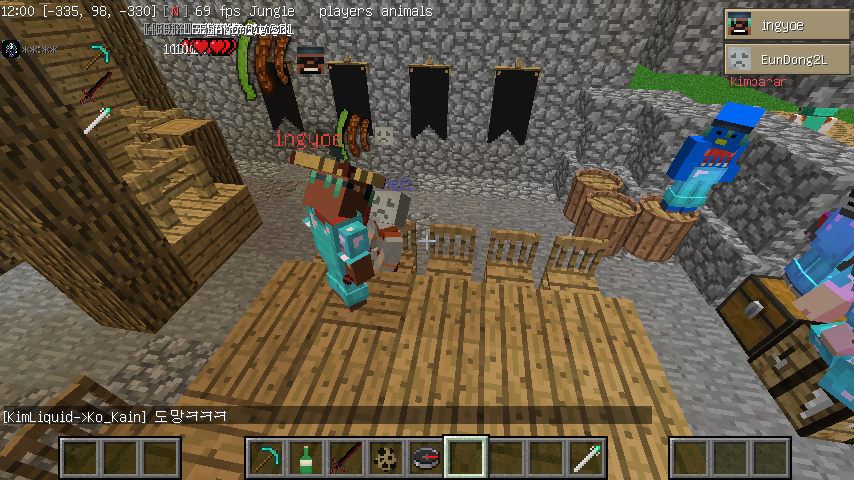 12:00 [-335, 98, -330] [N] 69 fps Jungle players animals
ingyoe
EunDong2L
kimparar
**:**
ingyoe
[KimLiquid->Ko_Kain] 도망ㅋㅋㅋ